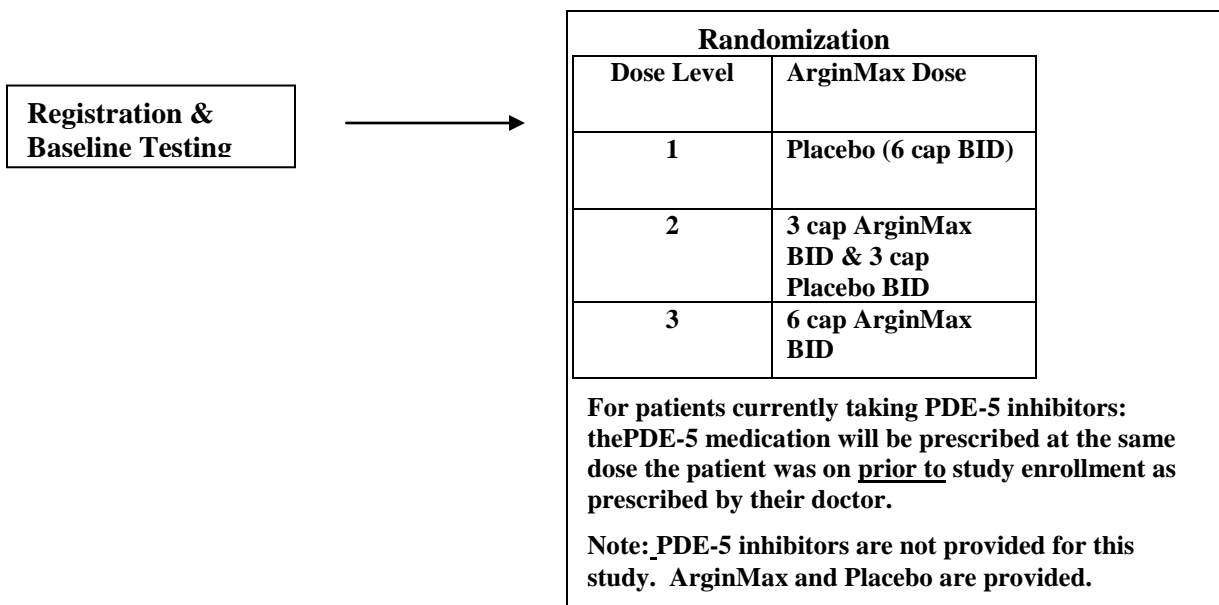 Registration &
Baseline Testing
Randomization
Dose Level ArginMax Dose
1 Placebo (6 cap BID)
2 3 cap ArginMax
BID & 3 cap
Placebo BID
3 6 cap ArginMax
BID
For patients currently taking PDE-5 inhibitors:
thePDE-5 medication will be prescribed at the same
dose the patient was on prior to study enrollment as
prescribed by their doctor.
Note: PDE-5 inhibitors are not provided for this
study. ArginMax and Placebo are provided.